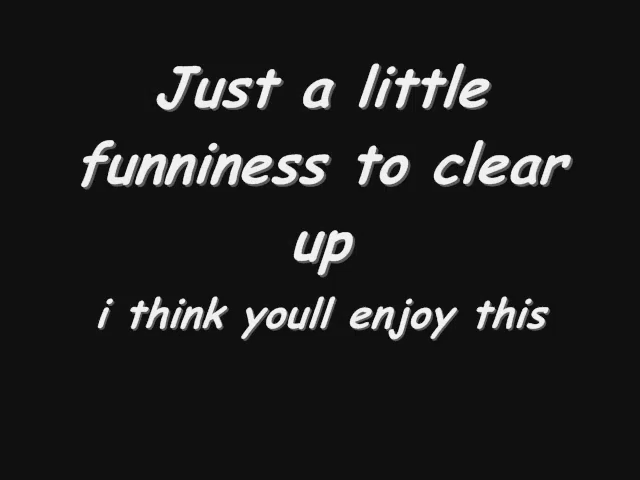 Just a little
funniness to clear
up
i think youll enjoy this